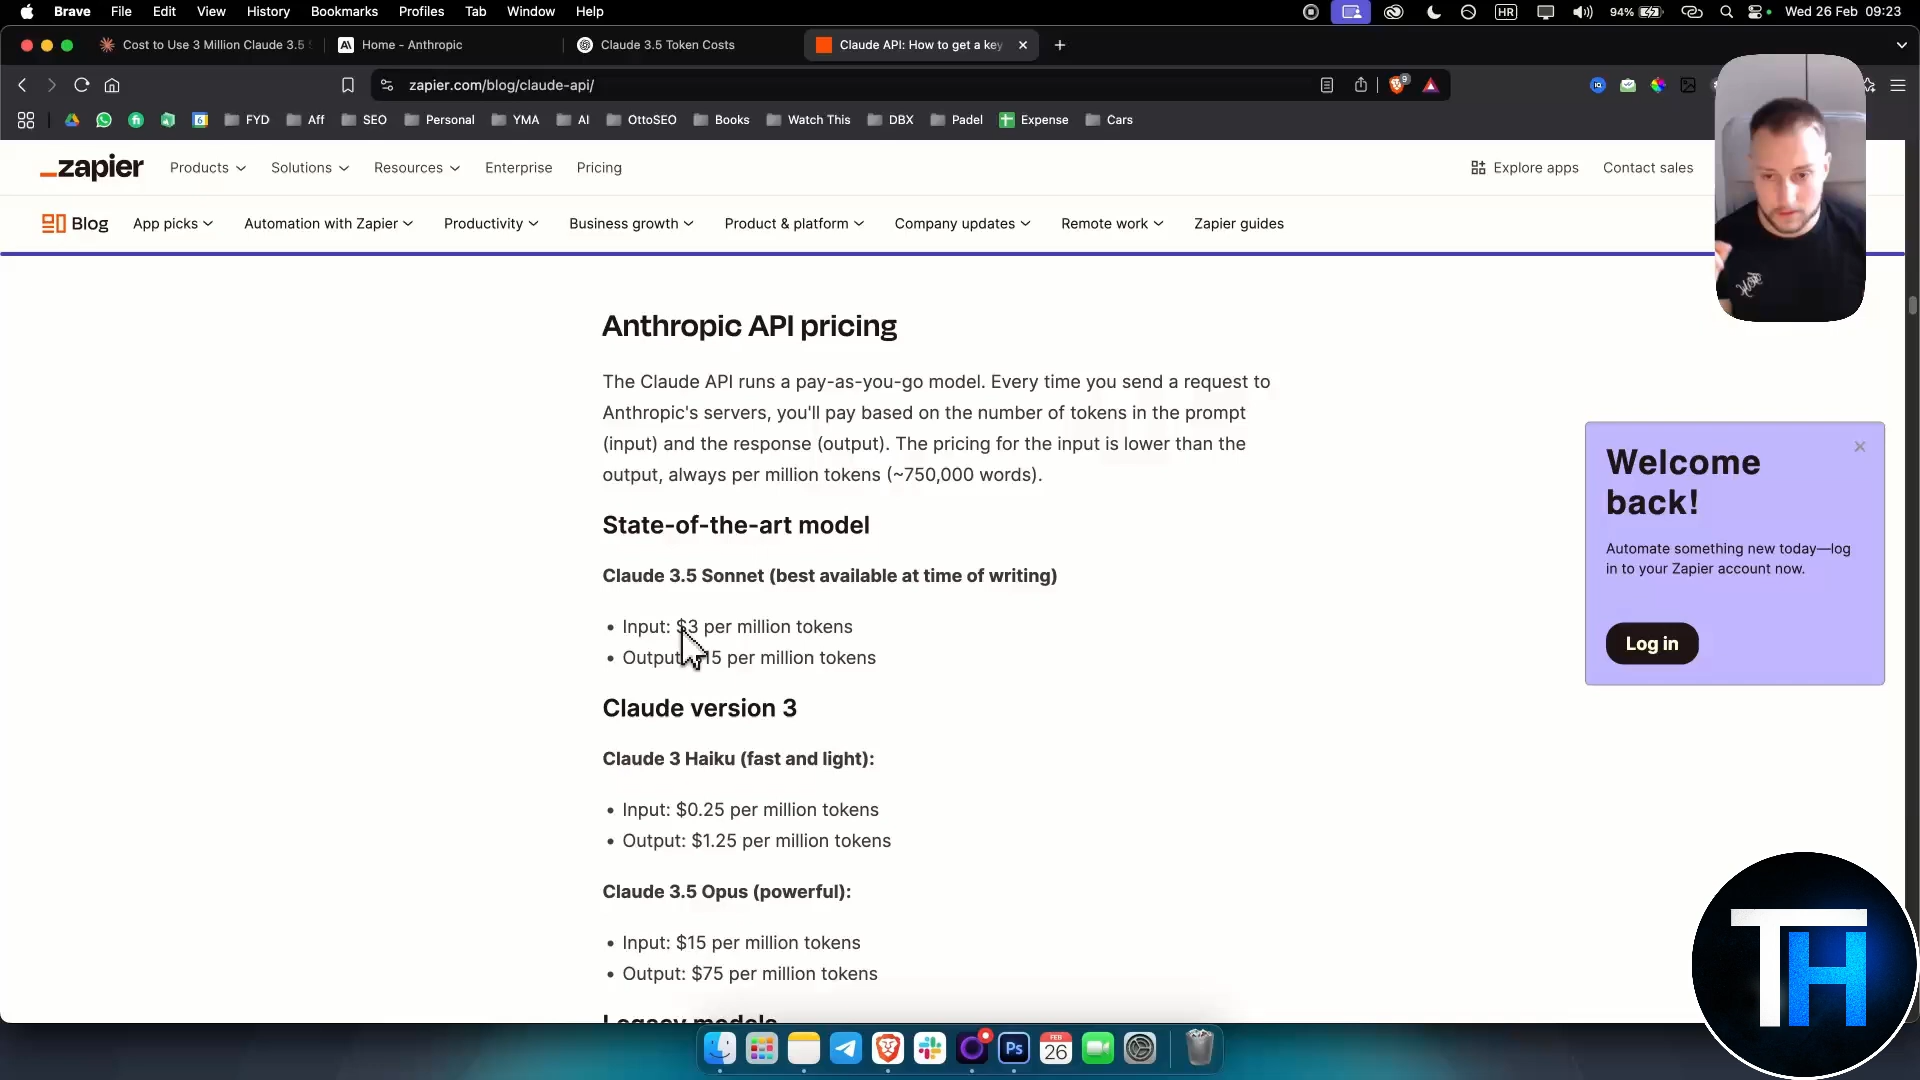 Brave File Edit View History Bookmarks Profiles Tab Window Help HR 94% Wed 26 Feb 09:23
Cost to Use 3 Million Claude 3.5 Home - Anthropic Claude 3.5 Token Costs Claude API: How to get a key
zapier.com/blog/claude-api/ 9
FYD Aff SEO Personal YMA AI OttoSEO Books Watch This DBX Padel Expense Cars
zapier Products Solutions Resources Enterprise Pricing Explore apps Contact sales
Blog App picks Automation with Zapier Productivity Business growth Product & platform Company updates Remote work Zapier guides
Anthropic API pricing
The Claude API runs a pay-as-you-go model. Every time you send a request to
Anthropic's servers, you'll pay based on the number of tokens in the prompt
(input) and the response (output). The pricing for the input is lower than the
output, always per million tokens (~750,000 words).
State-of-the-art model
Claude 3.5 Sonnet (best available at time of writing)
• Input: $3 per million tokens
• Output 5 per million tokens
Claude version 3
Claude 3 Haiku (fast and light):
• Input: $0.25 per million tokens
• Output: $1.25 per million tokens
Claude 3.5 Opus (powerful):
• Input: $15 per million tokens
• Output: $75 per million tokens
Legacy models
Welcome
back!
Automate something new today—log
in to your Zapier account now.
Log in
TH
Ps FEB 26